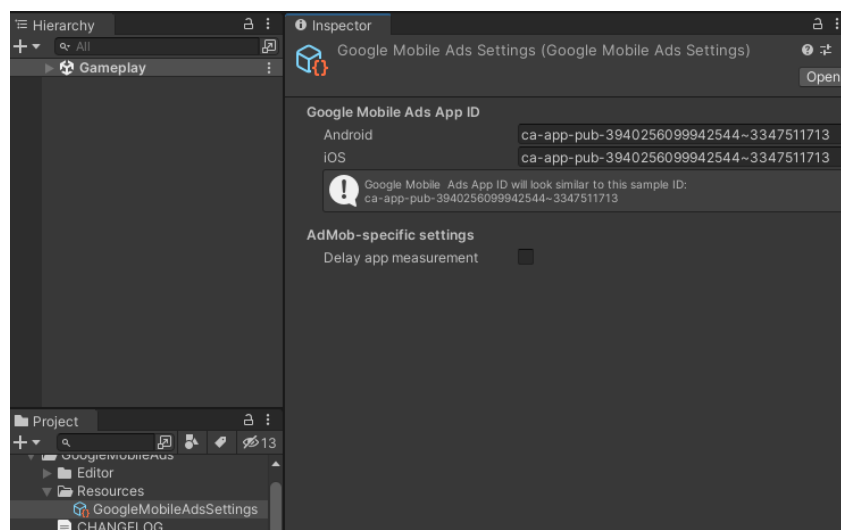 Hierarchy
All
Gameplay
Project
13
GoogleMobileAds
Editor
Resources
GoogleMobileAdsSettings
CHANGELOG
Inspector
Google Mobile Ads Settings (Google Mobile Ads Settings)
Open
Google Mobile Ads App ID
Android ca-app-pub-3940256099942544~3347511713
iOS ca-app-pub-3940256099942544~3347511713
Google Mobile Ads App ID will look similar to this sample ID:
ca-app-pub-3940256099942544~3347511713
AdMob-specific settings
Delay app measurement